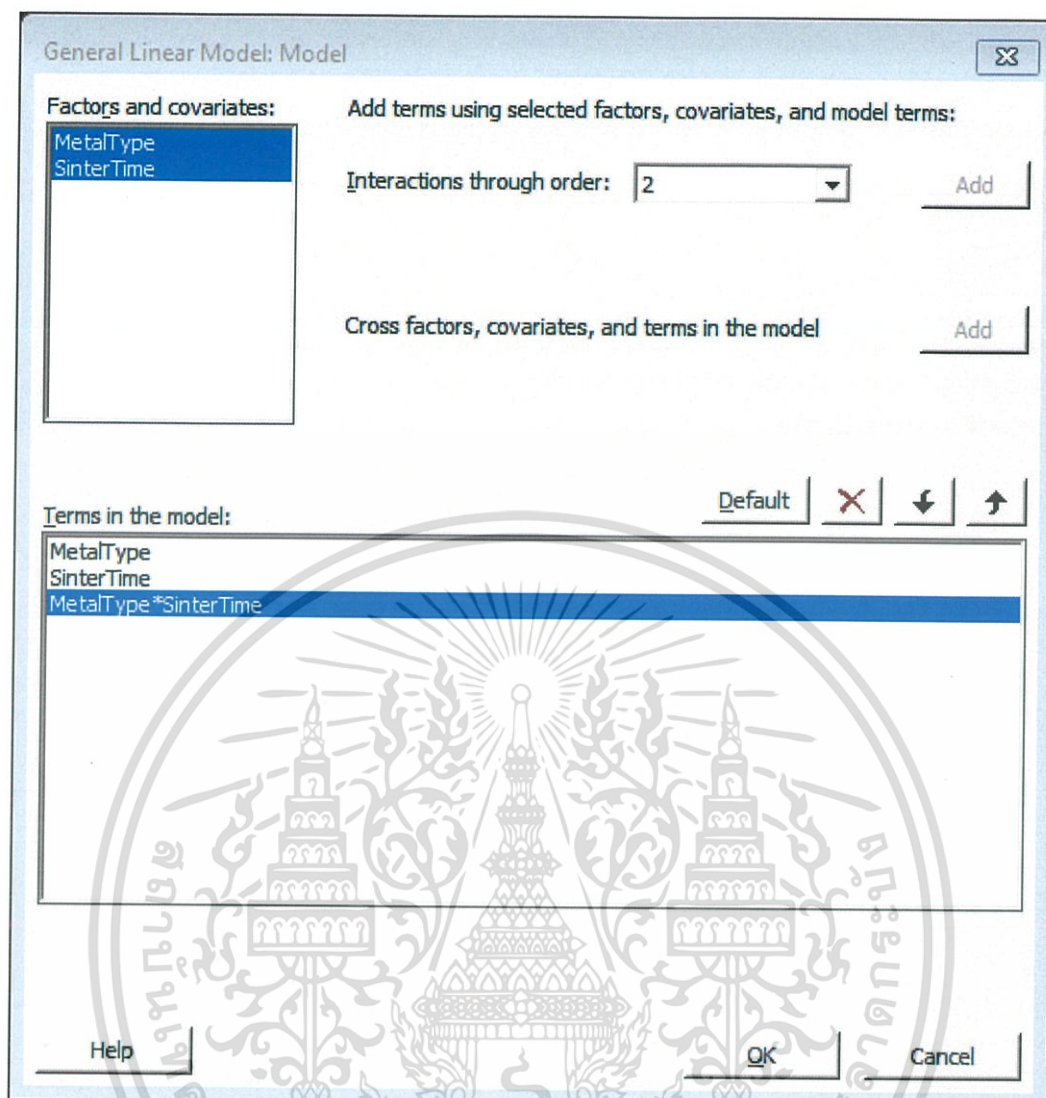 General Linear Model: Model
Factors and covariates:
MetalType
SinterTime
Add terms using selected factors, covariates, and model terms:
Interactions through order:
2
Add
Cross factors, covariates, and terms in the model
Add
Default
Terms in the model:
MetalType
SinterTime
MetalType*SinterTime
Help
OK
Cancel